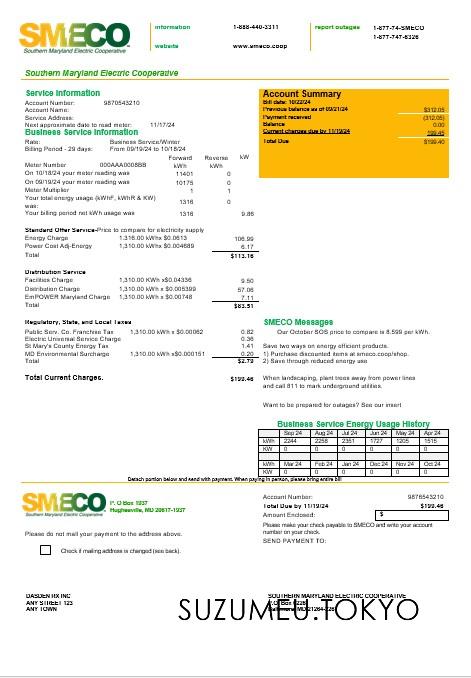 SMECO
Southern Maryland Electric Cooperative
information 1-888-440-3311
website www.smeco.coop
report outages 1-877-74-SMECO
1-877-747-6326
Southern Maryland Electric Cooperative
Service Information
Account Number: 9870543210
Account Name:
Service Address:
Next approximate date to read meter: 11/17/24
Business Service Information
Rate: Business Service/Winter
Billing Period - 29 days: From 09/19/24 to 10/18/24
Forward Reverse kW
Meter Number 000AAA0008BB kWh kWh
On 10/18/24 your meter reading was 11401 0
On 09/19/24 your meter reading was 10175 0
Meter Multiplier 1 1
Your total energy usage (kWhF, kWhR & KW) was: 1316 0
Your billing period net kWh usage was 1316 9.86
Standard Offer Service-Price to compare for electricity supply
Energy Charge 1,316.00 kWh x $0.0613 106.99
Power Cost Adj-Energy 1,310.00 kWh x $0.004689 6.17
Total $113.16
Distribution Service
Facilities Charge 1,310.00 KWh x$0.04336 9.50
Distribution Charge 1,310.00 kWh x $0.005399 57.06
EmPOWER Maryland Charge 1,310.00 KWh x $0.00748 7.11
Total $83.51
Regulatory, State, and Local Taxes
Public Serv. Co. Franchise Tax 1,310.00 kWh x $0.00062 0.82
Electric Universal Service Charge 0.36
St Mary's County Energy Tax 1.41
MD Environmental Surcharge 1,310.00 kWh x$0.000151 0.20
Total $2.79
Total Current Charges. $199.46
Account Summary
Bill date: 10/22/24
Previous balance as of 09/21/24 $312.05
Payment received (312.05)
Balance 0.00
Current charges due by 11/19/24 199.45
Total Due $199.40
SMECO Messages
Our October SOS price to compare is 8.599 per kWh.
Save two ways on energy efficient products.
1) Purchase discounted items at smeco.coop/shop.
2) Save through reduced energy use
When landscaping, plant trees away from power lines
and call 811 to mark underground utilities.
Want to be prepared for outages? See our insert
Business Service Energy Usage History
Sep 24 Aug 24 Jul 24 Jun 24 May 24 Apr 24
kWh 2244 2258 2351 1727 1205 1515
KW 0 0 0 0 0 0
Mar 24 Feb 24 Jan 24 Dec 24 Nov 24 Oct 24
kWh
KW 0 0 0 0 0 0
Detach portion below and send with payment. When paying in person, please bring entire bill
SMECO
Southern Maryland Electric Cooperative
P. O Box 1937
Hughesville, MD 20617-1937
Please do not mail your payment to the address above.
Check if mailing address is changed (see back).
Account Number: 9876543210
Total Due by 11/19/24 $199.46
Amount Enclosed: $
Please make your check payable to SMECO and write your account
number on your check.
SEND PAYMENT TO:
DASDEN RX INC
ANY STREET 123
ANY TOWN
SOUTHERN MARYLAND ELECTRIC COOPERATIVE
SUZUMEU.TOKYO